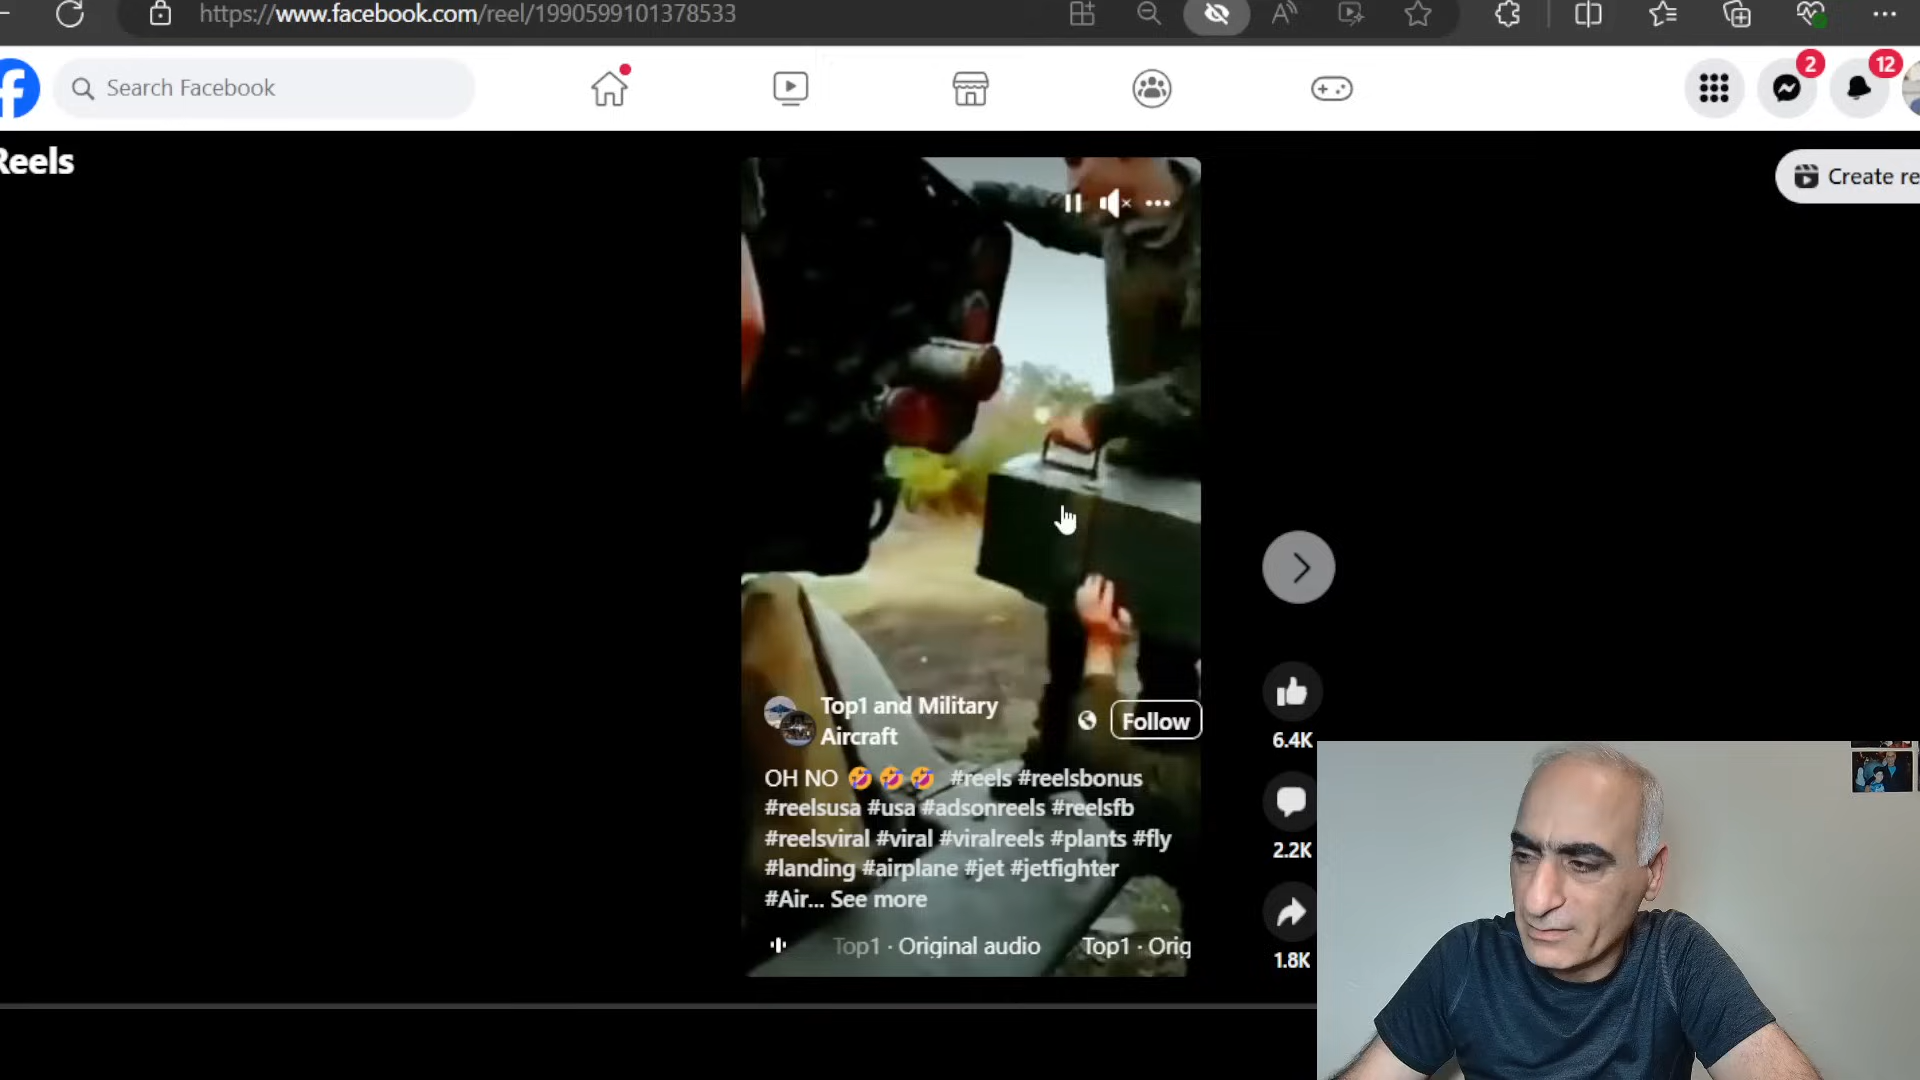 https://www.facebook.com/reel/1990599101378533
Search Facebook
2
12
Reels
Create re
Top1 and Military
Aircraft
Follow
OH NO 🤣🤣🤣 #reels #reelsbonus
#reelsusa #usa #adsonreels #reelsfb
#reelsviral #viral #viralreels #plants #fly
#landing #airplane #jet #jetfighter
#Air... See more
Top1 · Original audio Top1 · Orig
6.4K
2.2K
1.8K